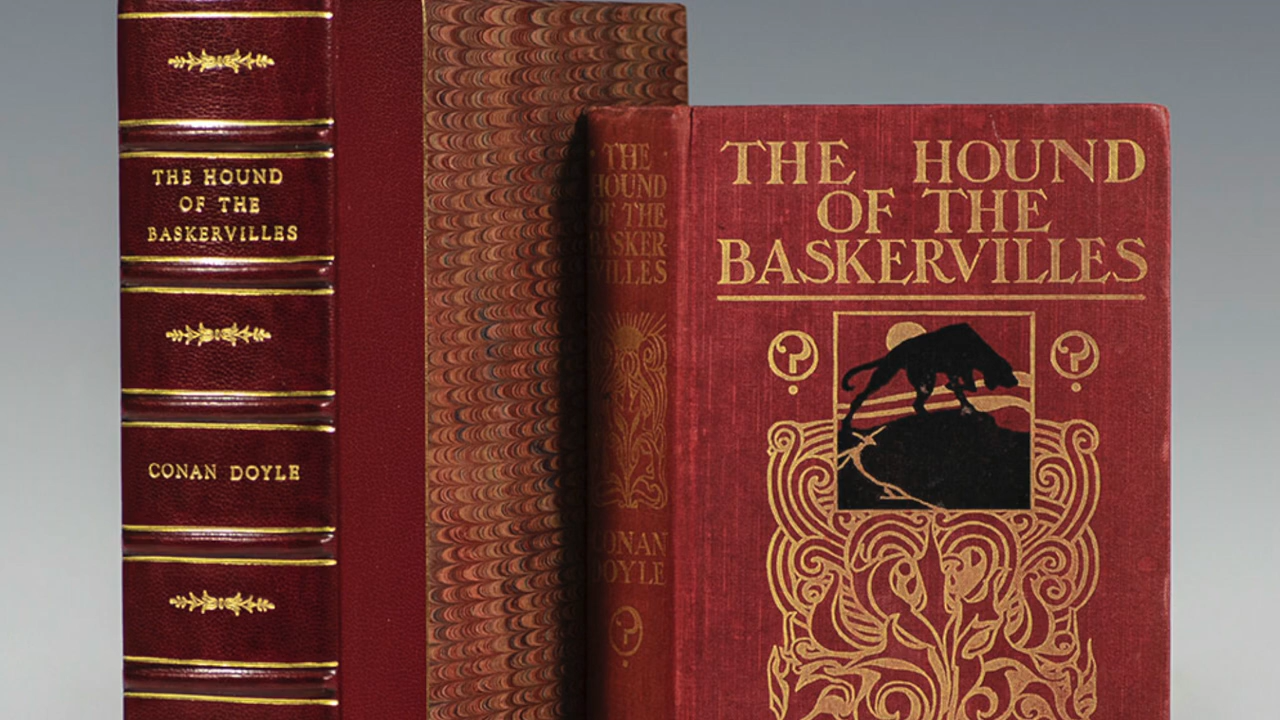 THE HOUND
OF THE
BASKERVILLES
CONAN DOYLE
THE
HOUND
OF THE
BASKER-
VILLES
CONAN
DOYLE
?
THE HOUND
OF THE
BASKERVILLES
? ?